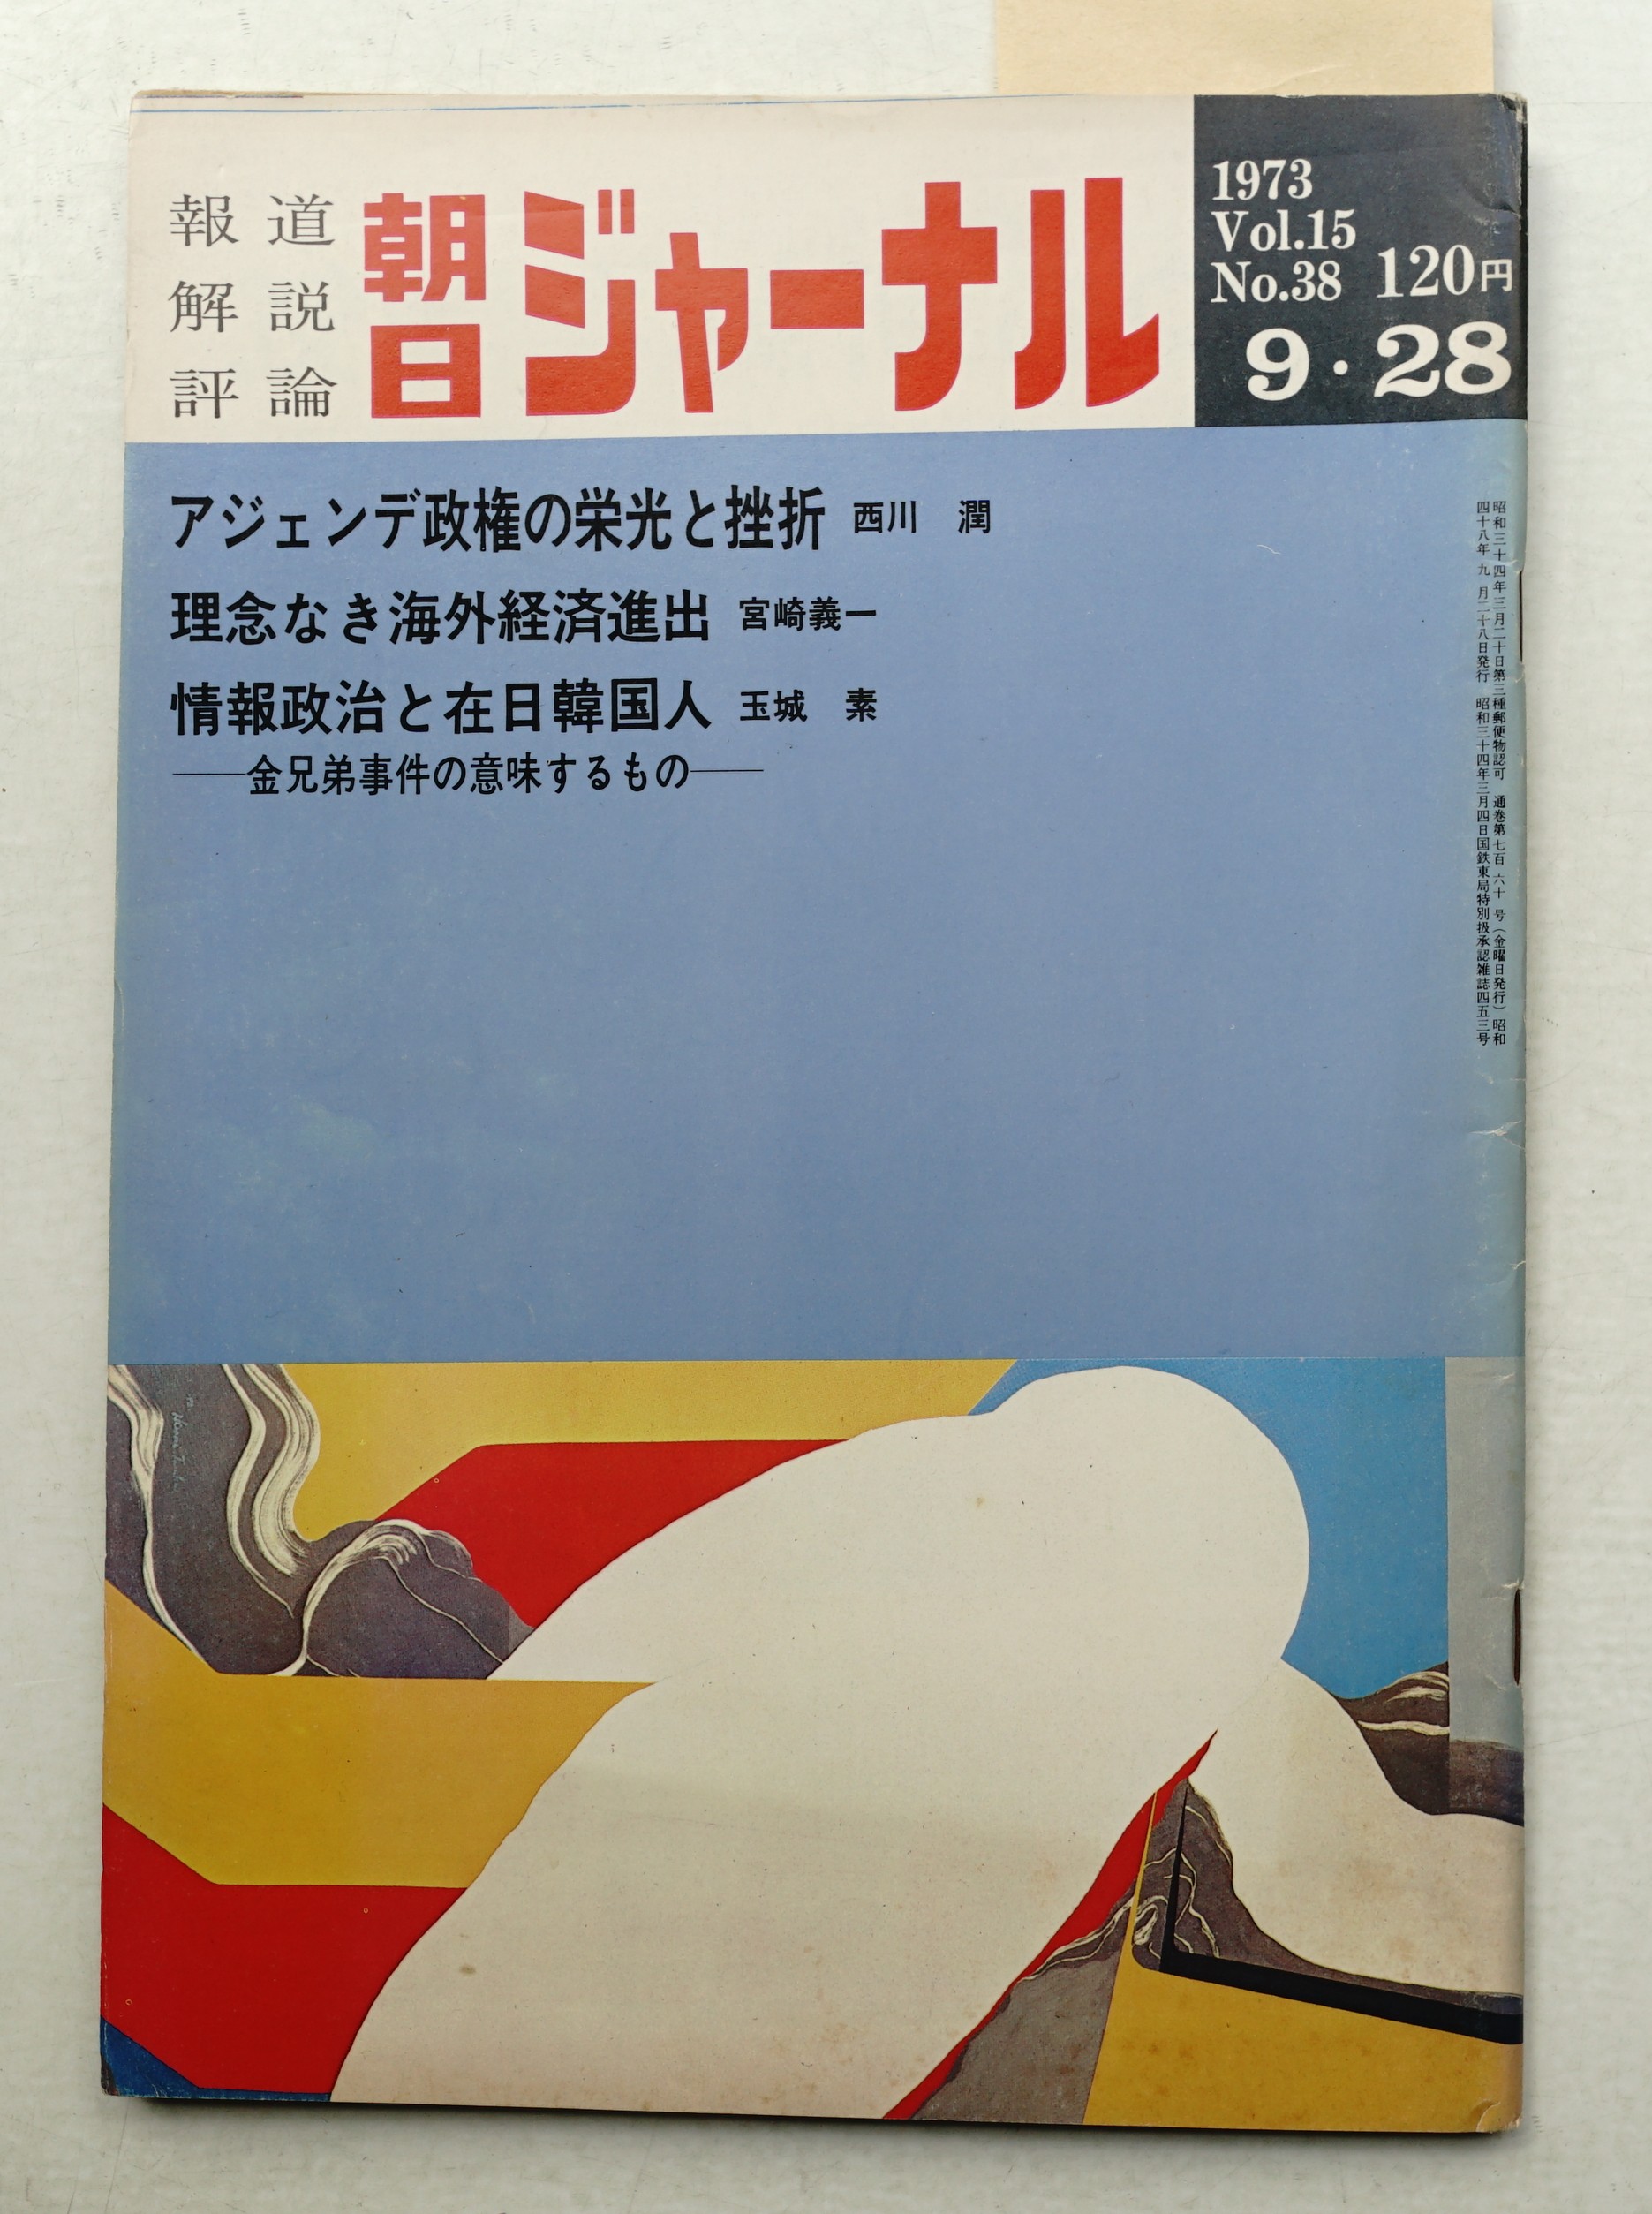 報道
解説
評論
朝日ジャーナル
1973
Vol.15
No.38 120円
9・28
アジェンデ政権の栄光と挫折 西川 潤
理念なき海外経済進出 宮崎義一
情報政治と在日韓国人 玉城 素
──金兄弟事件の意味するもの──
昭和三十四年三月二十日第三種郵便物認可 通巻第七百六十号（金曜日発行）昭和
四十八年九月二十八日発行 昭和三十四年三月四日国鉄東局特別扱承認雑誌四五三号